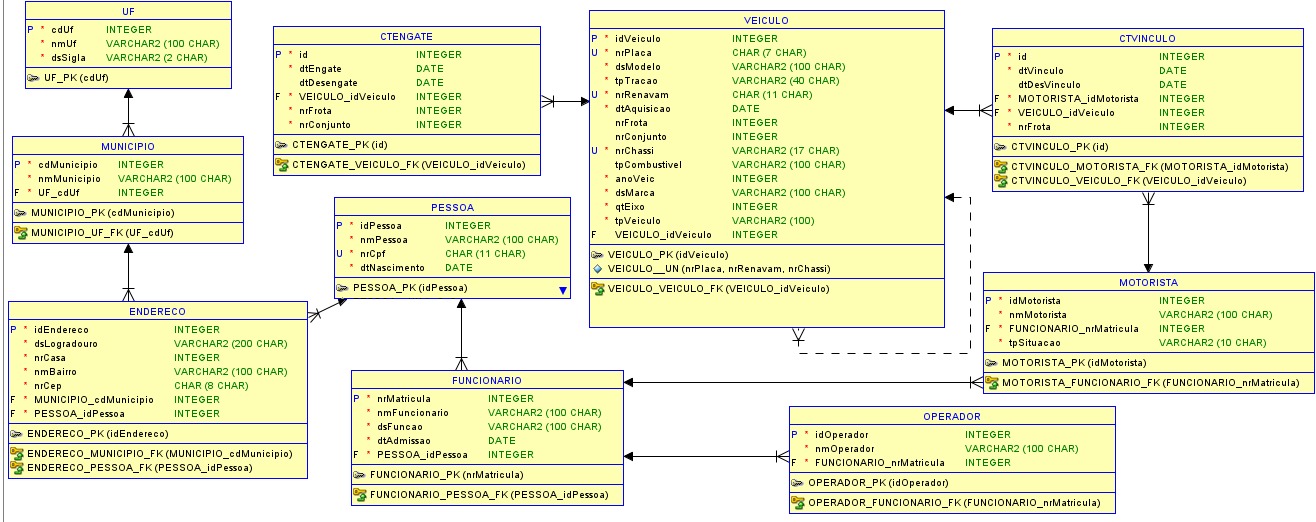 UF
P * cdUf INTEGER
* nmUf VARCHAR2 (100 CHAR)
* dsSigla VARCHAR2 (2 CHAR)
UF_PK (cdUf)
MUNICIPIO
P * cdMunicipio INTEGER
* nmMunicipio VARCHAR2 (100 CHAR)
F * UF_cdUf INTEGER
MUNICIPIO_PK (cdMunicipio)
MUNICIPIO_UF_FK (UF_cdUf)
ENDERECO
P * idEndereco INTEGER
* dsLogradouro VARCHAR2 (200 CHAR)
* nrCasa INTEGER
* nmBairro VARCHAR2 (100 CHAR)
* nrCep CHAR (8 CHAR)
F * MUNICIPIO_cdMunicipio INTEGER
F * PESSOA_idPessoa INTEGER
ENDERECO_PK (idEndereco)
ENDERECO_MUNICIPIO_FK (MUNICIPIO_cdMunicipio)
ENDERECO_PESSOA_FK (PESSOA_idPessoa)
CTENGATE
P * id INTEGER
* dtEngate DATE
dtDesengate DATE
F * VEICULO_idVeiculo INTEGER
* nrFrota INTEGER
* nrConjunto INTEGER
CTENGATE_PK (id)
CTENGATE_VEICULO_FK (VEICULO_idVeiculo)
PESSOA
P * idPessoa INTEGER
* nmPessoa VARCHAR2 (100 CHAR)
U * nrCpf CHAR (11 CHAR)
* dtNascimento DATE
PESSOA_PK (idPessoa)
FUNCIONARIO
P * nrMatricula INTEGER
* nmFuncionario VARCHAR2 (100 CHAR)
* dsFuncao VARCHAR2 (100 CHAR)
* dtAdmissao DATE
F * PESSOA_idPessoa INTEGER
FUNCIONARIO_PK (nrMatricula)
FUNCIONARIO_PESSOA_FK (PESSOA_idPessoa)
VEICULO
P * idVeiculo INTEGER
U * nrPlaca CHAR (7 CHAR)
* dsModelo VARCHAR2 (100 CHAR)
* tpTracao VARCHAR2 (40 CHAR)
U * nrRenavam CHAR (11 CHAR)
* dtAquisicao DATE
nrFrota INTEGER
nrConjunto INTEGER
U * nrChassi VARCHAR2 (17 CHAR)
tpCombustivel VARCHAR2 (100 CHAR)
* anoVeic INTEGER
* dsMarca VARCHAR2 (100 CHAR)
* qtEixo INTEGER
* tpVeiculo VARCHAR2 (100)
F VEICULO_idVeiculo INTEGER
VEICULO_PK (idVeiculo)
VEICULO__UN (nrPlaca, nrRenavam, nrChassi)
VEICULO_VEICULO_FK (VEICULO_idVeiculo)
CTVINCULO
P * id INTEGER
* dtVinculo DATE
* dtDesVinculo DATE
F * MOTORISTA_idMotorista INTEGER
F * VEICULO_idVeiculo INTEGER
* nrFrota INTEGER
CTVINCULO_PK (id)
CTVINCULO_MOTORISTA_FK (MOTORISTA_idMotorista)
CTVINCULO_VEICULO_FK (VEICULO_idVeiculo)
MOTORISTA
P * idMotorista INTEGER
* nmMotorista VARCHAR2 (100 CHAR)
F * FUNCIONARIO_nrMatricula INTEGER
* tpSituacao VARCHAR2 (10 CHAR)
MOTORISTA_PK (idMotorista)
MOTORISTA_FUNCIONARIO_FK (FUNCIONARIO_nrMatricula)
OPERADOR
P * idOperador INTEGER
* nmOperador VARCHAR2 (100 CHAR)
F * FUNCIONARIO_nrMatricula INTEGER
OPERADOR_PK (idOperador)
OPERADOR_FUNCIONARIO_FK (FUNCIONARIO_nrMatricula)